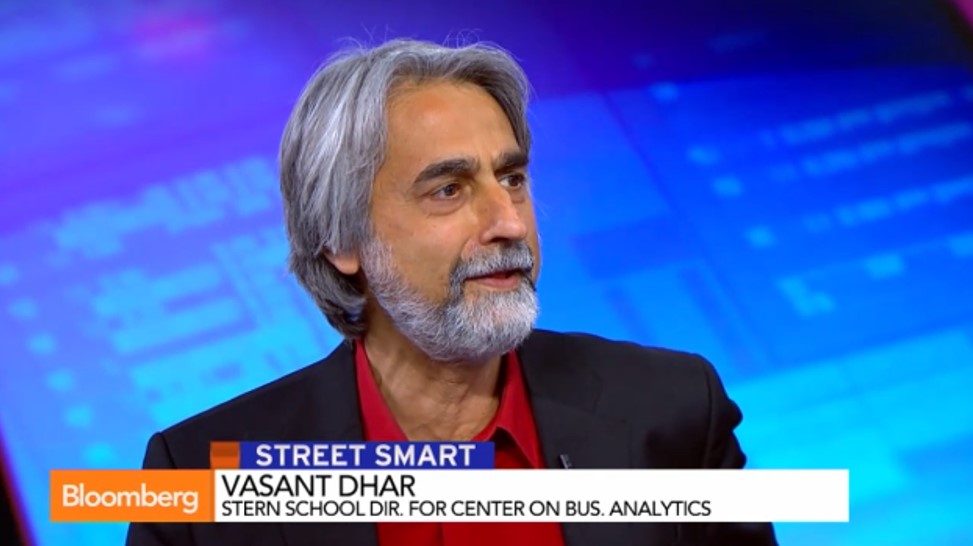 STREET SMART
Bloomberg
VASANT DHAR
STERN SCHOOL DIR. FOR CENTER ON BUS. ANALYTICS